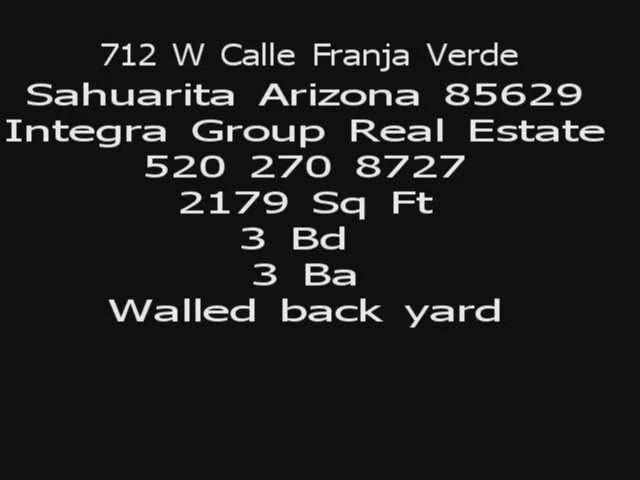 712 W Calle Franja Verde
Sahuarita Arizona 85629
Integra Group Real Estate
520 270 8727
2179 Sq Ft
3 Bd
3 Ba
Walled back yard